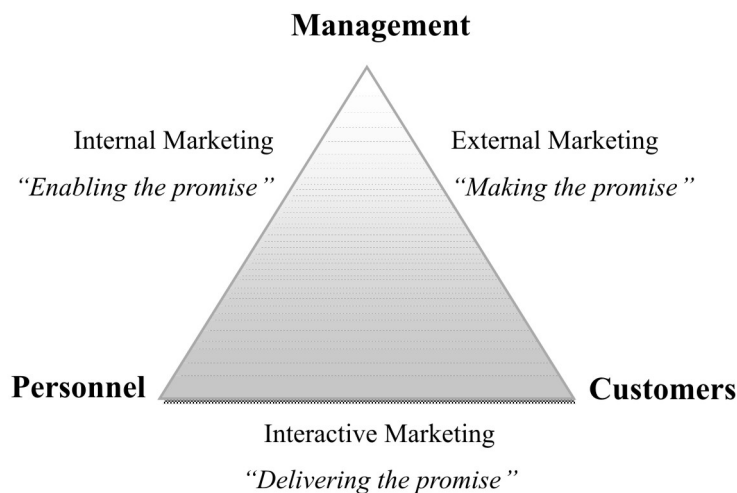 Management
Internal Marketing
“Enabling the promise”
External Marketing
“Making the promise”
Personnel
Customers
Interactive Marketing
“Delivering the promise”